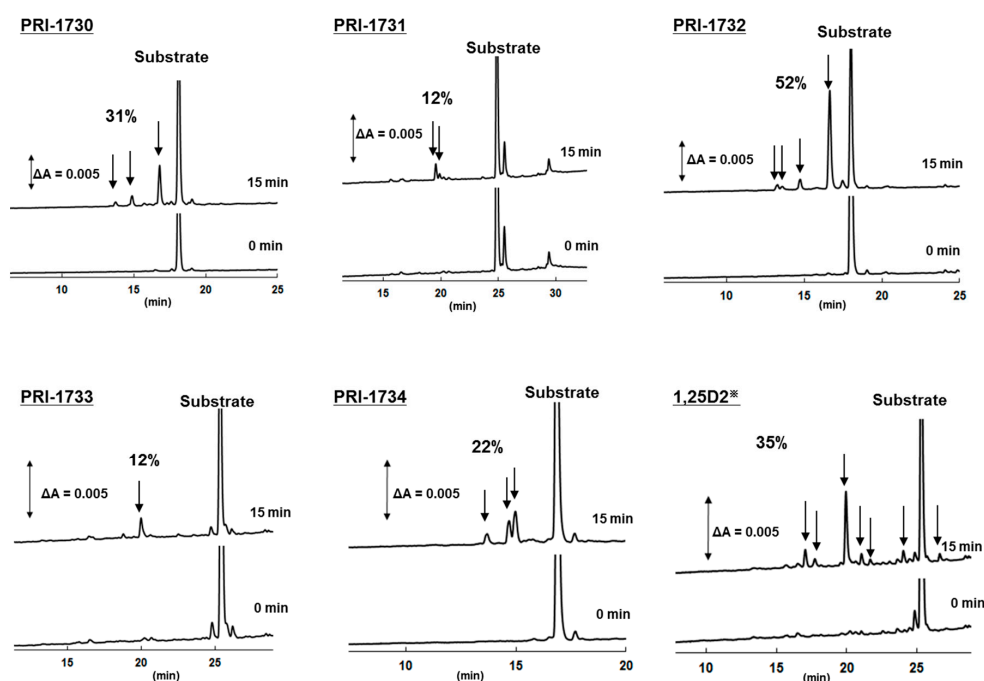 PRI-1730
Substrate
31%
ΔA = 0.005
15 min
0 min
10 15 20 25
(min)
PRI-1731
Substrate
12%
ΔA = 0.005
15 min
0 min
15 20 25 30
(min)
PRI-1732
Substrate
52%
ΔA = 0.005
15 min
0 min
10 15 20 25
(min)
PRI-1733
Substrate
12%
ΔA = 0.005
15 min
0 min
15 20 25
(min)
PRI-1734
Substrate
22%
ΔA = 0.005
15 min
0 min
10 15 20
(min)
1,25D2※
Substrate
35%
ΔA = 0.005
15 min
0 min
10 15 20 25
(min)